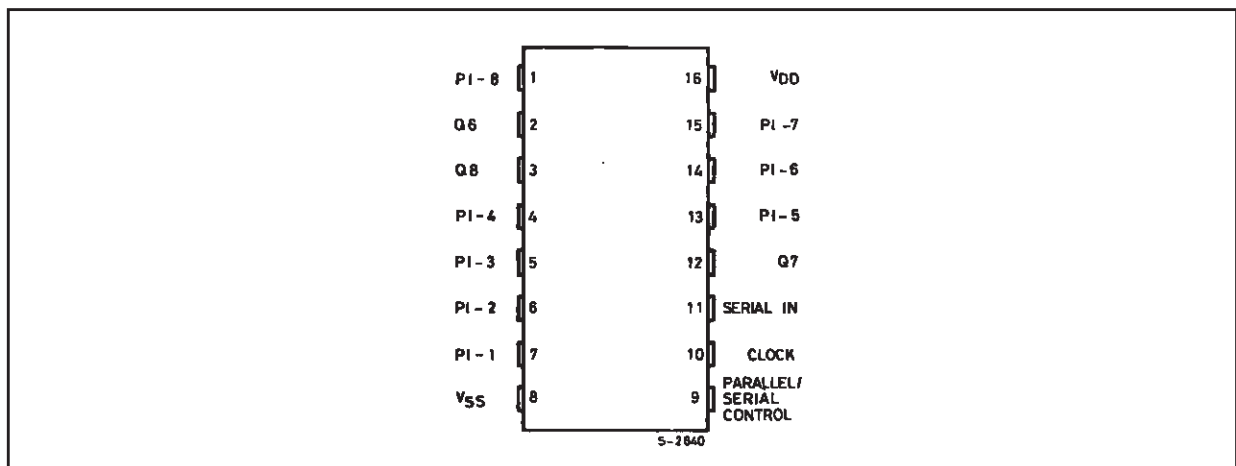 PI-8 1 16 VDD
Q6 2 15 PI-7
Q8 3 14 PI-6
PI-4 4 13 PI-5
PI-3 5 12 Q7
PI-2 6 11 SERIAL IN
PI-1 7 10 CLOCK
VSS 8 9 PARALLEL/
SERIAL
CONTROL
S-2840